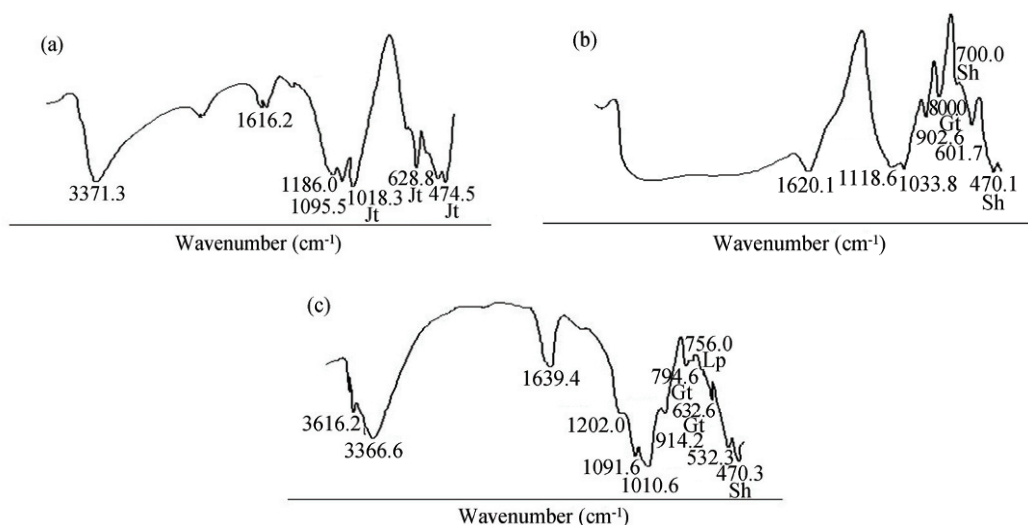 (a)
1616.2
3371.3
1186.0
1095.5
1018.3
Jt
628.8
Jt
474.5
Jt
Wavenumber (cm⁻¹)
(b)
700.0
Sh
800.0
Gt
902.6
601.7
1620.1
1118.6
1033.8
470.1
Sh
Wavenumber (cm⁻¹)
(c)
756.0
Lp
794.6
Gt
632.6
Gt
914.2
532.3
470.3
Sh
1639.4
1202.0
1091.6
1010.6
3616.2
3366.6
Wavenumber (cm⁻¹)